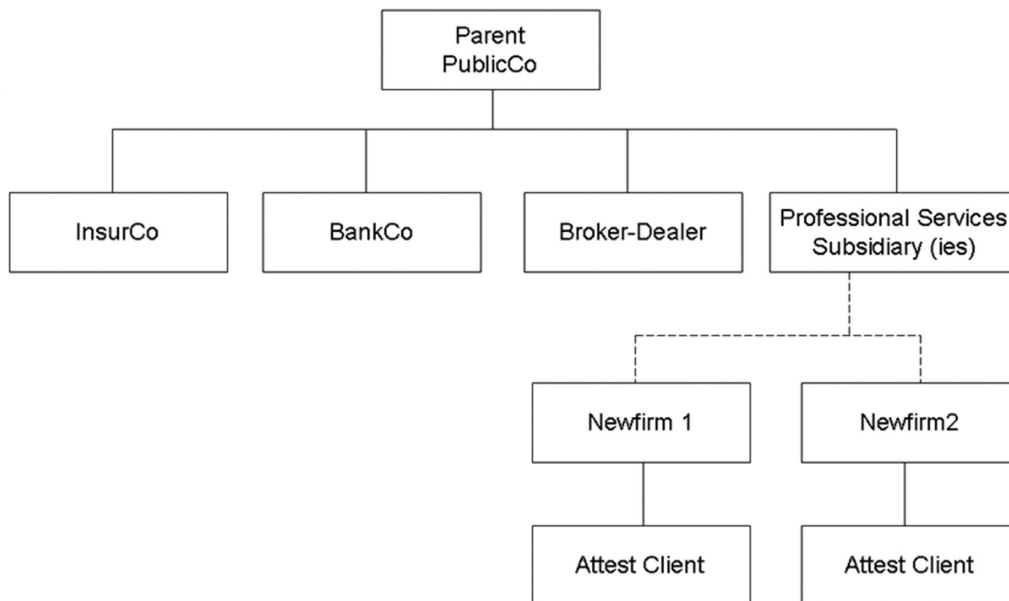 Parent
PublicCo
InsurCo
BankCo
Broker-Dealer
Professional Services
Subsidiary (ies)
Newfirm 1
Newfirm2
Attest Client
Attest Client